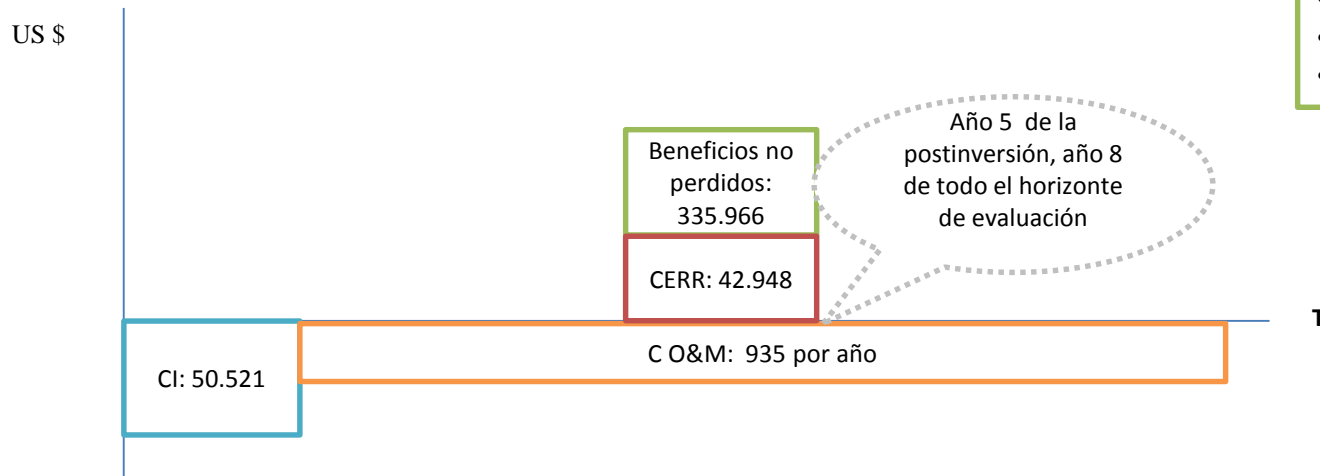 US $
Beneficios no
perdidos:
335.966
Año 5 de la
postinversión, año 8
de todo el horizonte
de evaluación
CERR: 42.948
C O&M: 935 por año
CI: 50.521